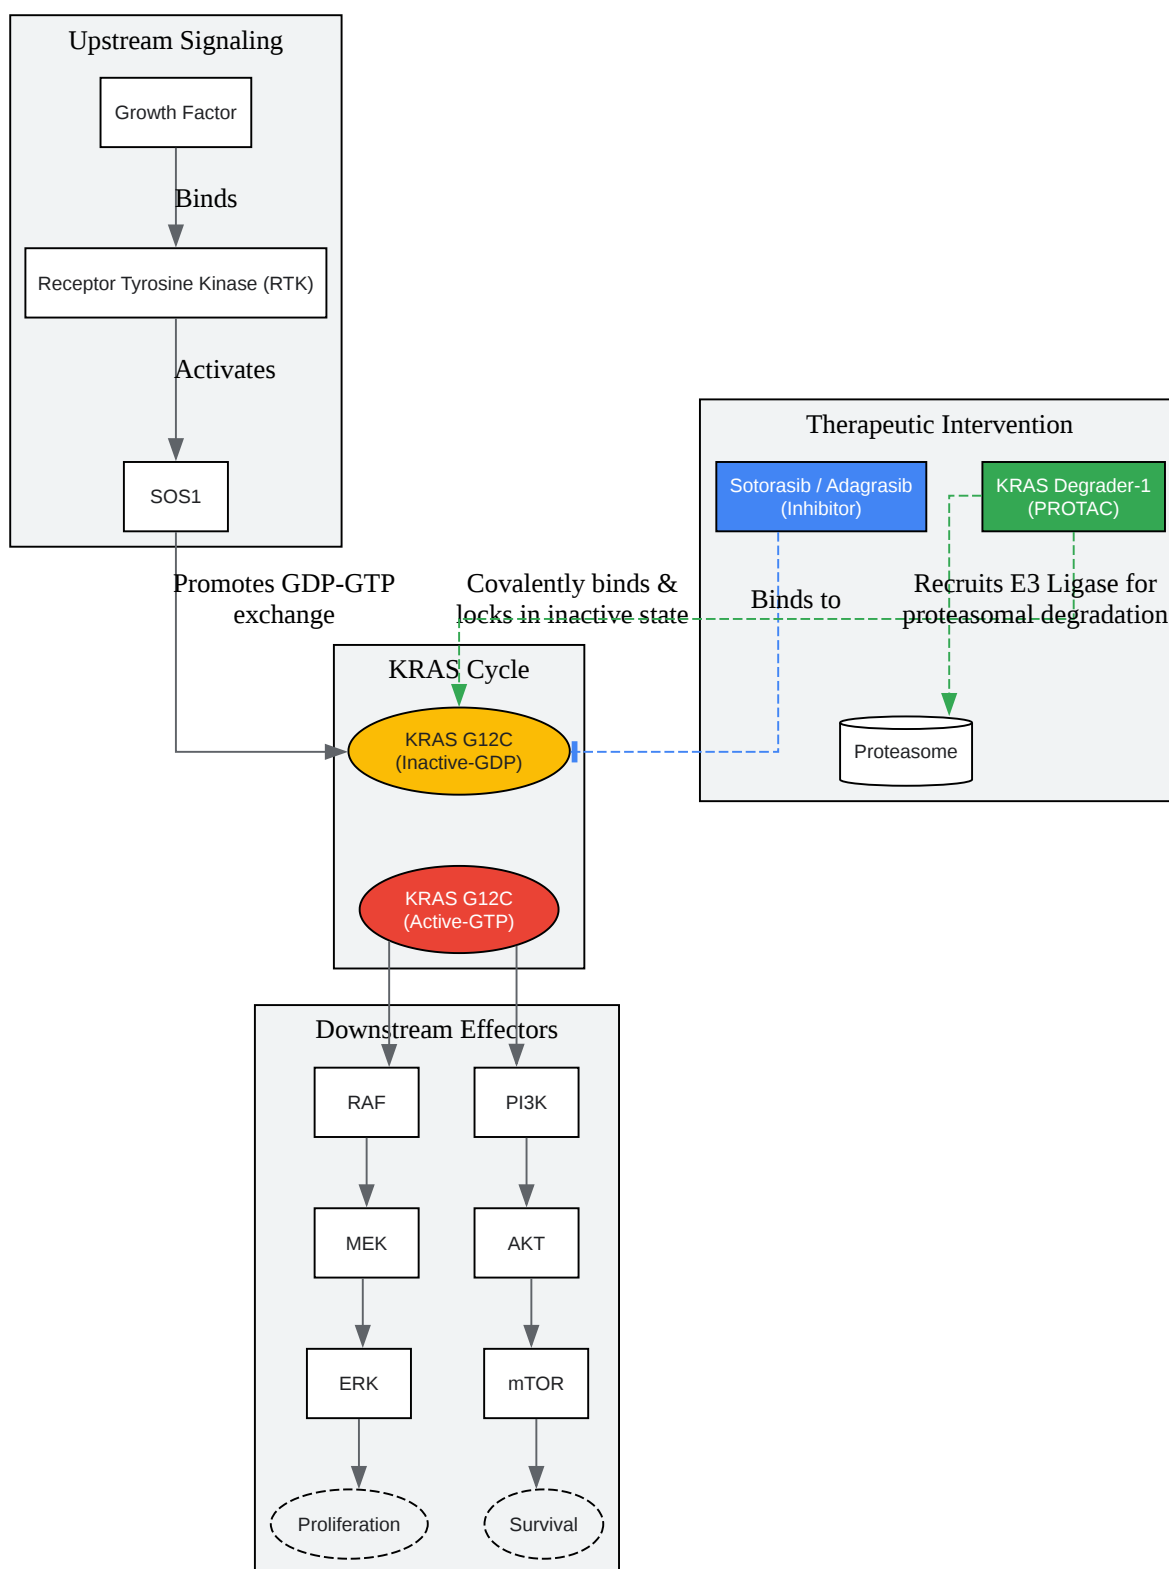 Upstream Signaling
Growth Factor
Binds
Receptor Tyrosine Kinase (RTK)
Activates
SOS1
Therapeutic Intervention
Sotorasib / Adagrasib
(Inhibitor)
KRAS Degrader-1
(PROTAC)
Promotes GDP-GTP
exchange
Covalently binds &
locks in inactive state
Binds to
Recruits E3 Ligase for
proteasomal degradation
KRAS Cycle
KRAS G12C
(Inactive-GDP)
Proteasome
KRAS G12C
(Active-GTP)
Downstream Effectors
RAF
PI3K
MEK
AKT
ERK
mTOR
Proliferation
Survival